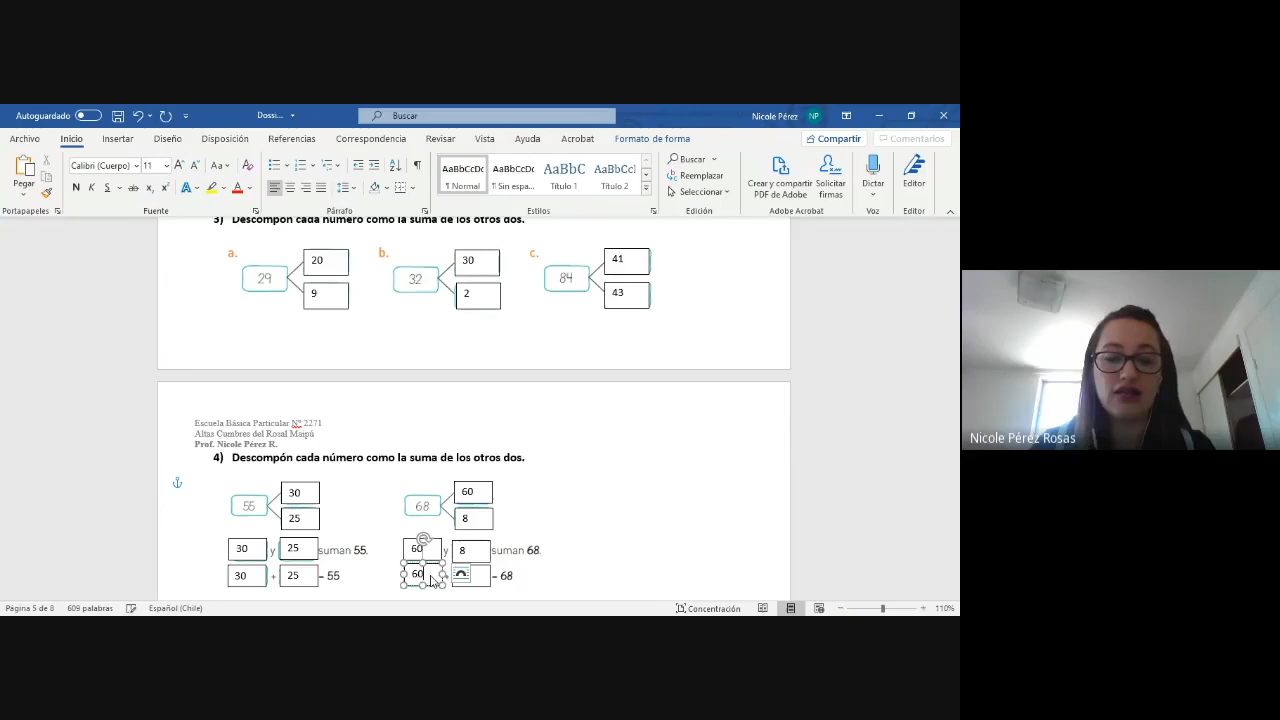 Autoguardado
Dossi...
Buscar
Nicole Pérez
NP
Archivo Inicio Insertar Diseño Disposición Referencias Correspondencia Revisar Vista Ayuda Acrobat Formato de forma
Compartir Comentarios
Pegar
Calibri (Cuerpo) 11
N K S
AaBbCcDc AaBbCcDc AaBbC AaBbCcI
¶ Normal ¶ Sin espa... Título 1 Título 2
Buscar
Reemplazar
Seleccionar
Crear y compartir PDF de Adobe
Solicitar firmas
Dictar
Editor
Portapapeles Fuente Párrafo Estilos Edición Adobe Acrobat Voz Editor
3) Descompón cada número como la suma de los otros dos.
a. 29 20 9
b. 32 30 2
c. 84 41 43
Escuela Básica Particular Nº 2271
Altas Cumbres del Rosal Maipú
Prof. Nicole Pérez R.
4) Descompón cada número como la suma de los otros dos.
55 30 25
68 60 8
30 y 25 suman 55.
60 y 8 suman 68.
30 + 25 = 55
60 = 68
Página 5 de 8 609 palabras Español (Chile)
Concentración
110%
Nicole Pérez Rosas